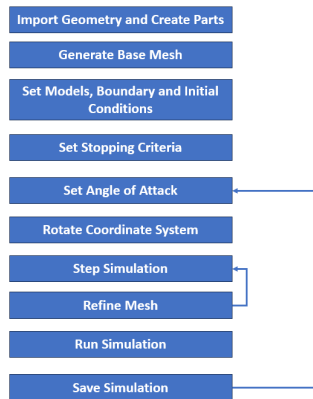 Import Geometry and Create Parts
Generate Base Mesh
Set Models, Boundary and Initial
Conditions
Set Stopping Criteria
Set Angle of Attack
Rotate Coordinate System
Step Simulation
Refine Mesh
Run Simulation
Save Simulation